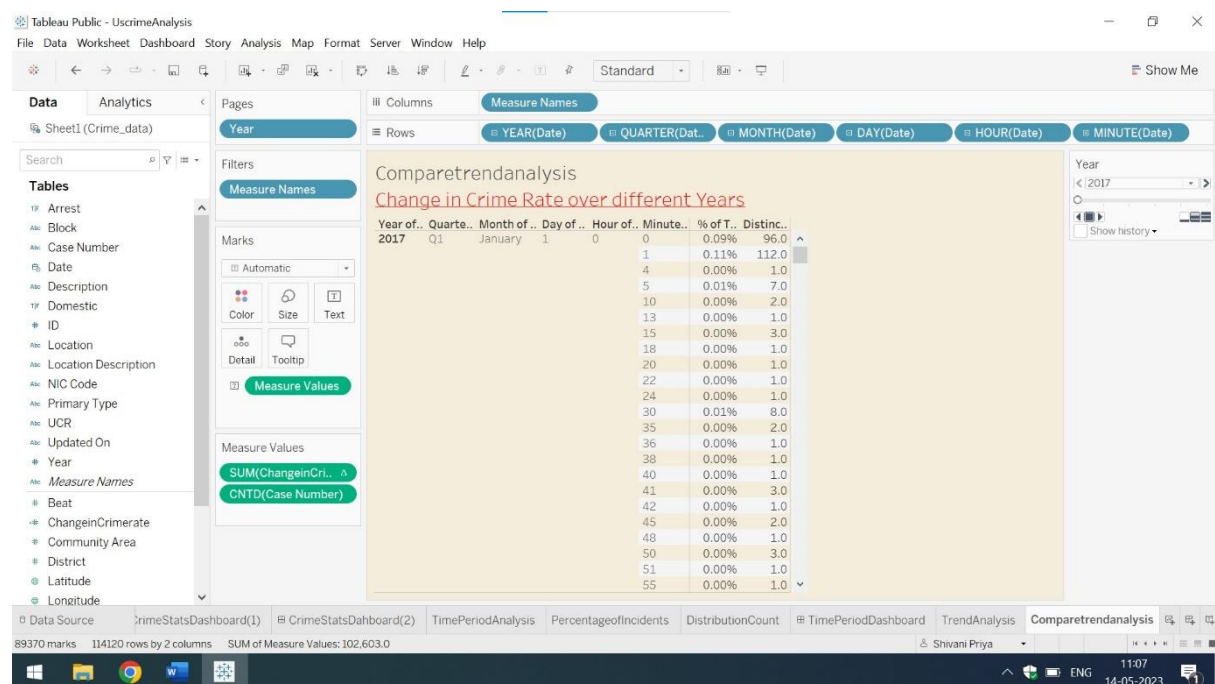 Tableau Public - UscrimeAnalysis
File Data Worksheet Dashboard Story Analysis Map Format Server Window Help
Standard
Show Me
Data Analytics
Sheet1 (Crime_data)
Search
Tables
Arrest
Block
Case Number
Date
Description
Domestic
ID
Location
Location Description
NIC Code
Primary Type
UCR
Updated On
Year
Measure Names
Beat
ChangeinCrimerate
Community Area
District
Latitude
Longitude
Pages
Year
Filters
Measure Names
Marks
Automatic
Color Size Text
Detail Tooltip
Measure Values
Measure Values
SUM(ChangeinCri..
CNTD(Case Number)
Columns Measure Names
Rows YEAR(Date) QUARTER(Dat.. MONTH(Date) DAY(Date) HOUR(Date) MINUTE(Date)
Comparetrendanalysis
Change in Crime Rate over different Years
Year of.. Quarte.. Month of .. Day of .. Hour of.. Minute.. % of T.. Distinc..
2017 Q1 January 1 0 0 0.09% 96.0
1 0.11% 112.0
4 0.00% 1.0
5 0.01% 7.0
10 0.00% 2.0
13 0.00% 1.0
15 0.00% 3.0
18 0.00% 1.0
20 0.00% 1.0
22 0.00% 1.0
24 0.00% 1.0
30 0.01% 8.0
35 0.00% 2.0
36 0.00% 1.0
38 0.00% 1.0
40 0.00% 1.0
41 0.00% 3.0
42 0.00% 1.0
45 0.00% 2.0
48 0.00% 1.0
50 0.00% 3.0
51 0.00% 1.0
55 0.00% 1.0
Year
2017
Show history
Data Source CrimeStatsDashboard(1) CrimeStatsDahboard(2) TimePeriodAnalysis PercentageofIncidents DistributionCount TimePeriodDashboard TrendAnalysis Comparetrendanalysis
89370 marks 114120 rows by 2 columns SUM of Measure Values: 102,603.0 Shivani Priya
ENG 11:07
14-05-2023